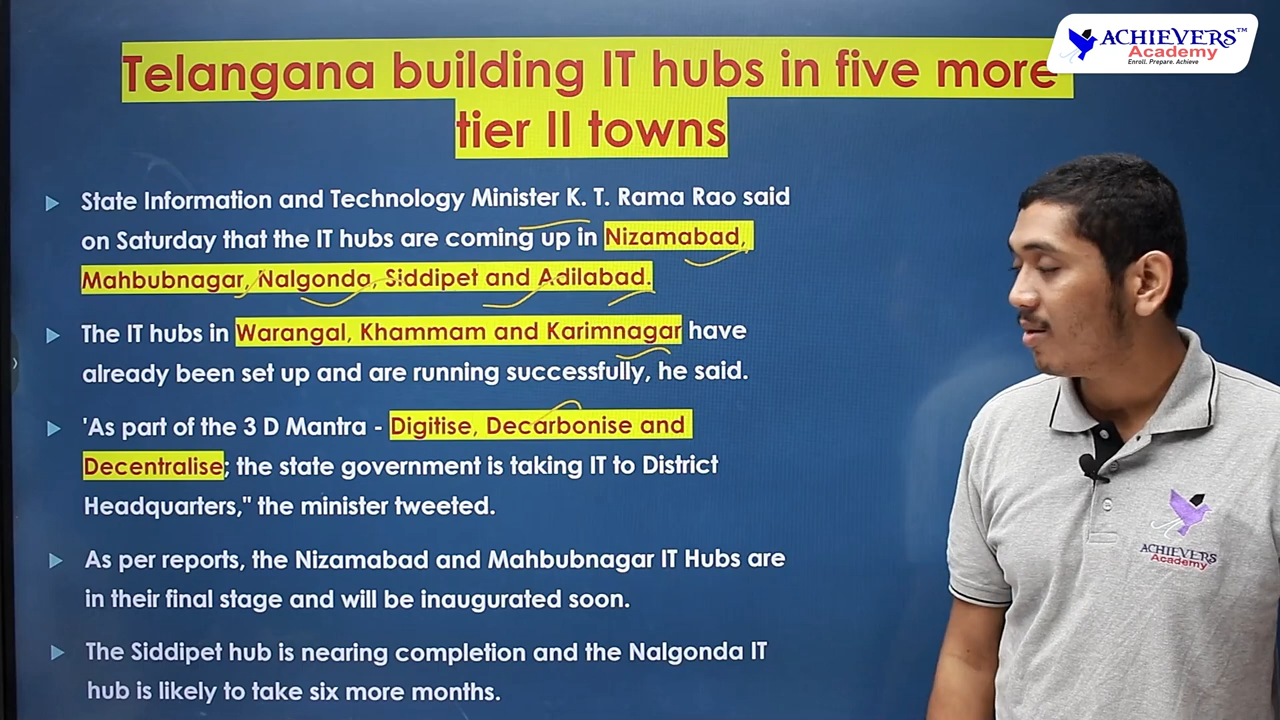 ACHIEVERS™
Academy
Enroll. Prepare. Achieve
Telangana building IT hubs in five more
tier II towns
State Information and Technology Minister K. T. Rama Rao said
on Saturday that the IT hubs are coming up in Nizamabad,
Mahbubnagar, Nalgonda, Siddipet and Adilabad.
The IT hubs in Warangal, Khammam and Karimnagar have
already been set up and are running successfully, he said.
'As part of the 3 D Mantra - Digitise, Decarbonise and
Decentralise; the state government is taking IT to District
Headquarters," the minister tweeted.
As per reports, the Nizamabad and Mahbubnagar IT Hubs are
in their final stage and will be inaugurated soon.
The Siddipet hub is nearing completion and the Nalgonda IT
hub is likely to take six more months.
ACHIEVERS
Academy